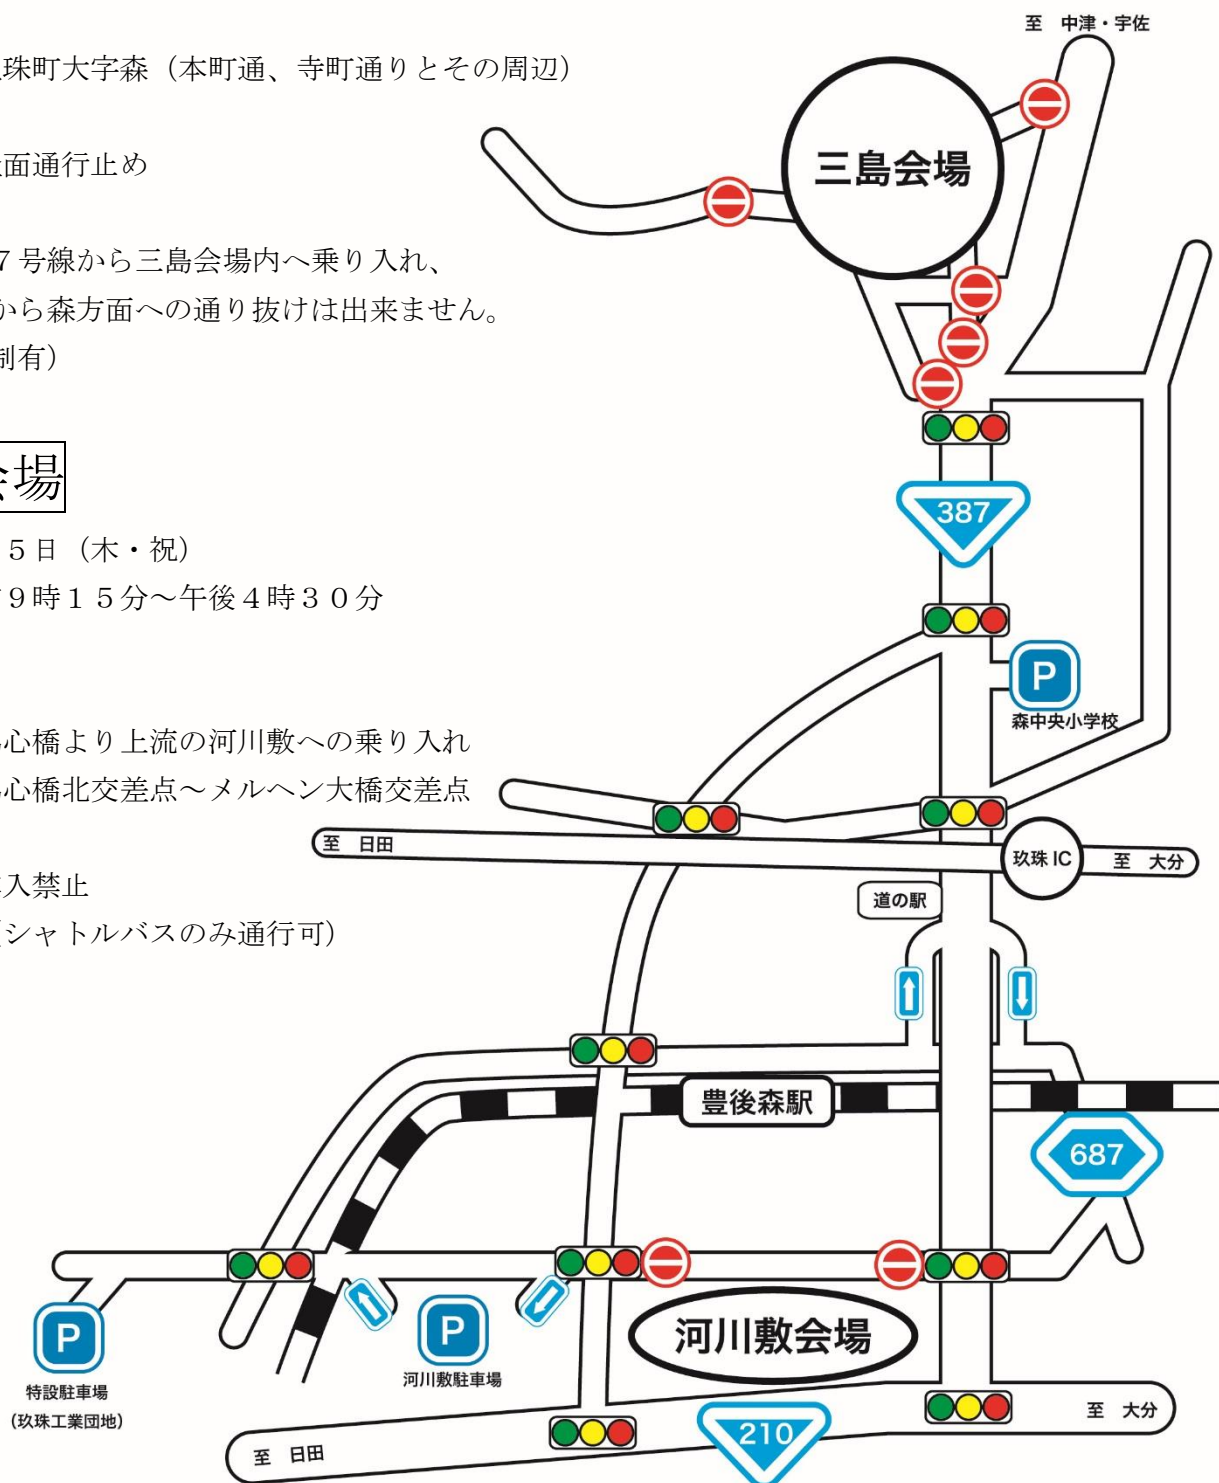 至　中津・宇佐
珠町大字森（本町通、寺町通りとその周辺）
面通行止め
７号線から三島会場内へ乗り入れ、
から森方面への通り抜けは出来ません。
制有）
三島会場
会場
５日（木・祝）
９時１５分～午後４時３０分
心橋より上流の河川敷への乗り入れ
心橋北交差点～メルヘン大橋交差点
入禁止
（シャトルバスのみ通行可）
387
P
森中央小学校
至　日田
玖珠 IC
至　大分
道の駅
豊後森駅
687
P
特設駐車場
（玖珠工業団地）
P
河川敷駐車場
河川敷会場
至　大分
210
至　日田